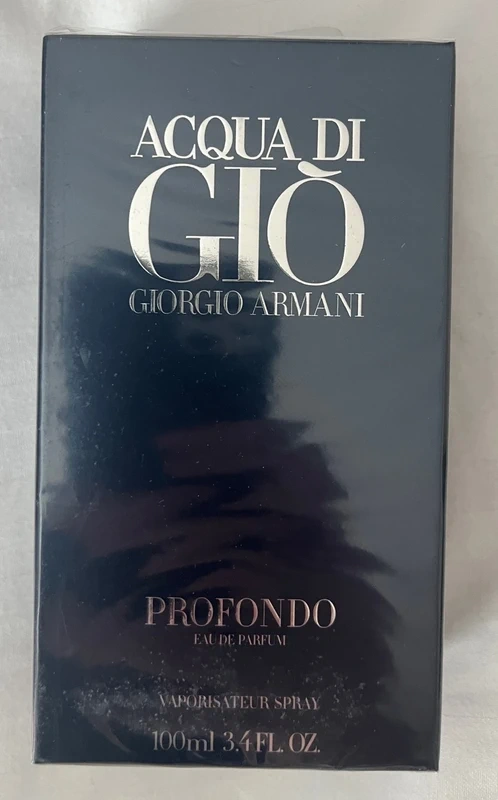 ACQUA DI
GIÒ
GIORGIO ARMANI
PROFONDO
EAU DE PARFUM
VAPORISATEUR SPRAY
100ml 3.4 FL. OZ.